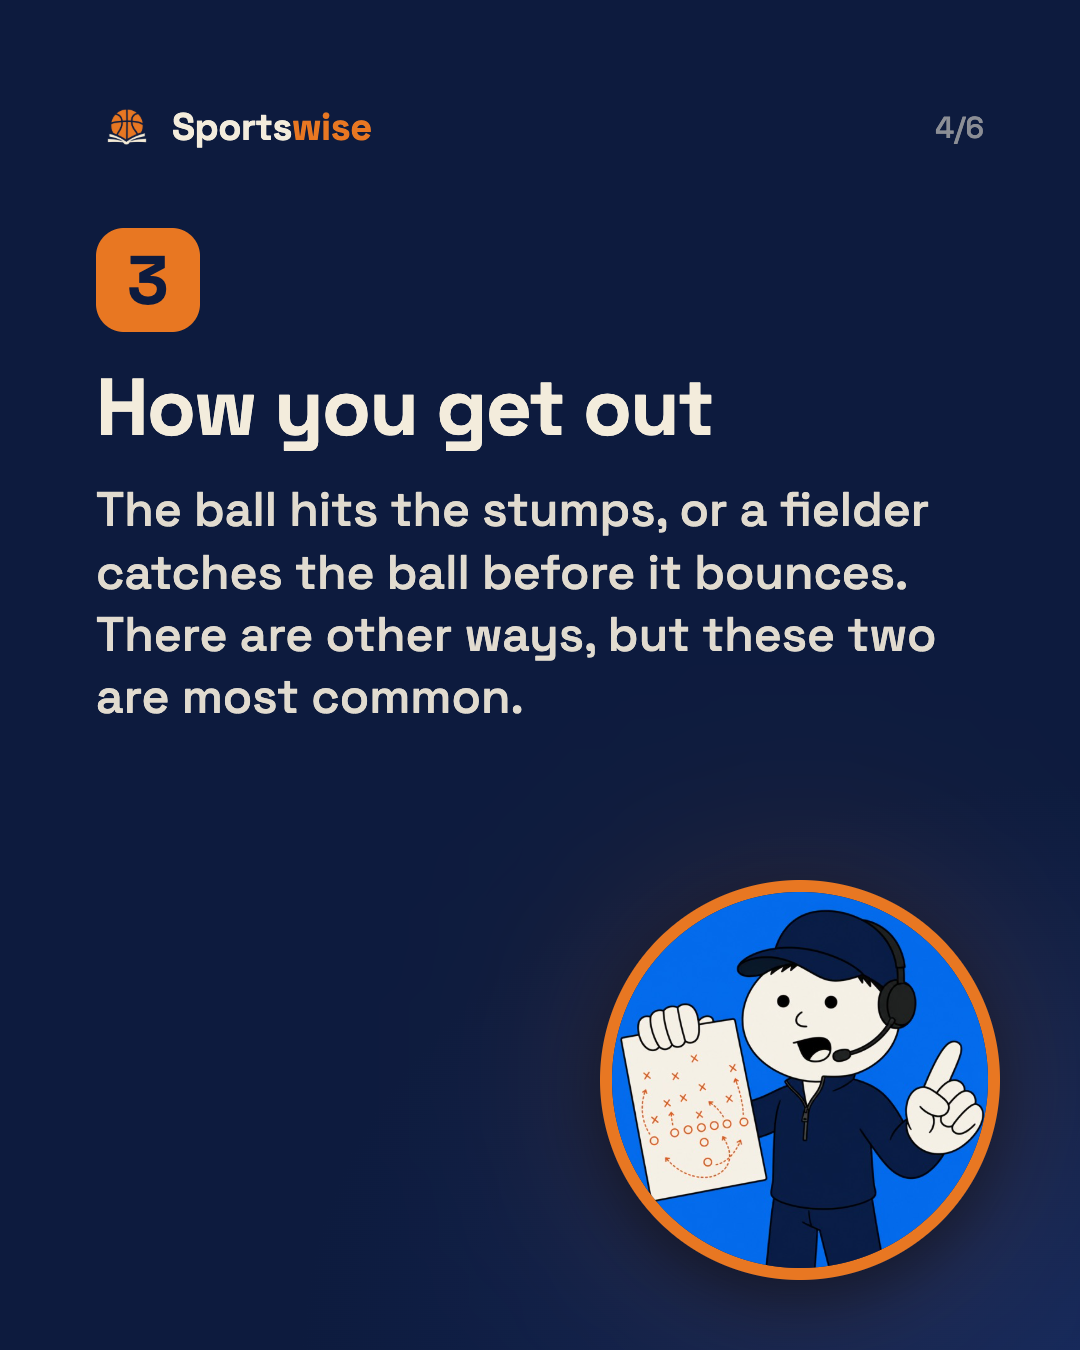 Sportswise
4/6
3
How you get out
The ball hits the stumps, or a fielder
catches the ball before it bounces.
There are other ways, but these two
are most common.